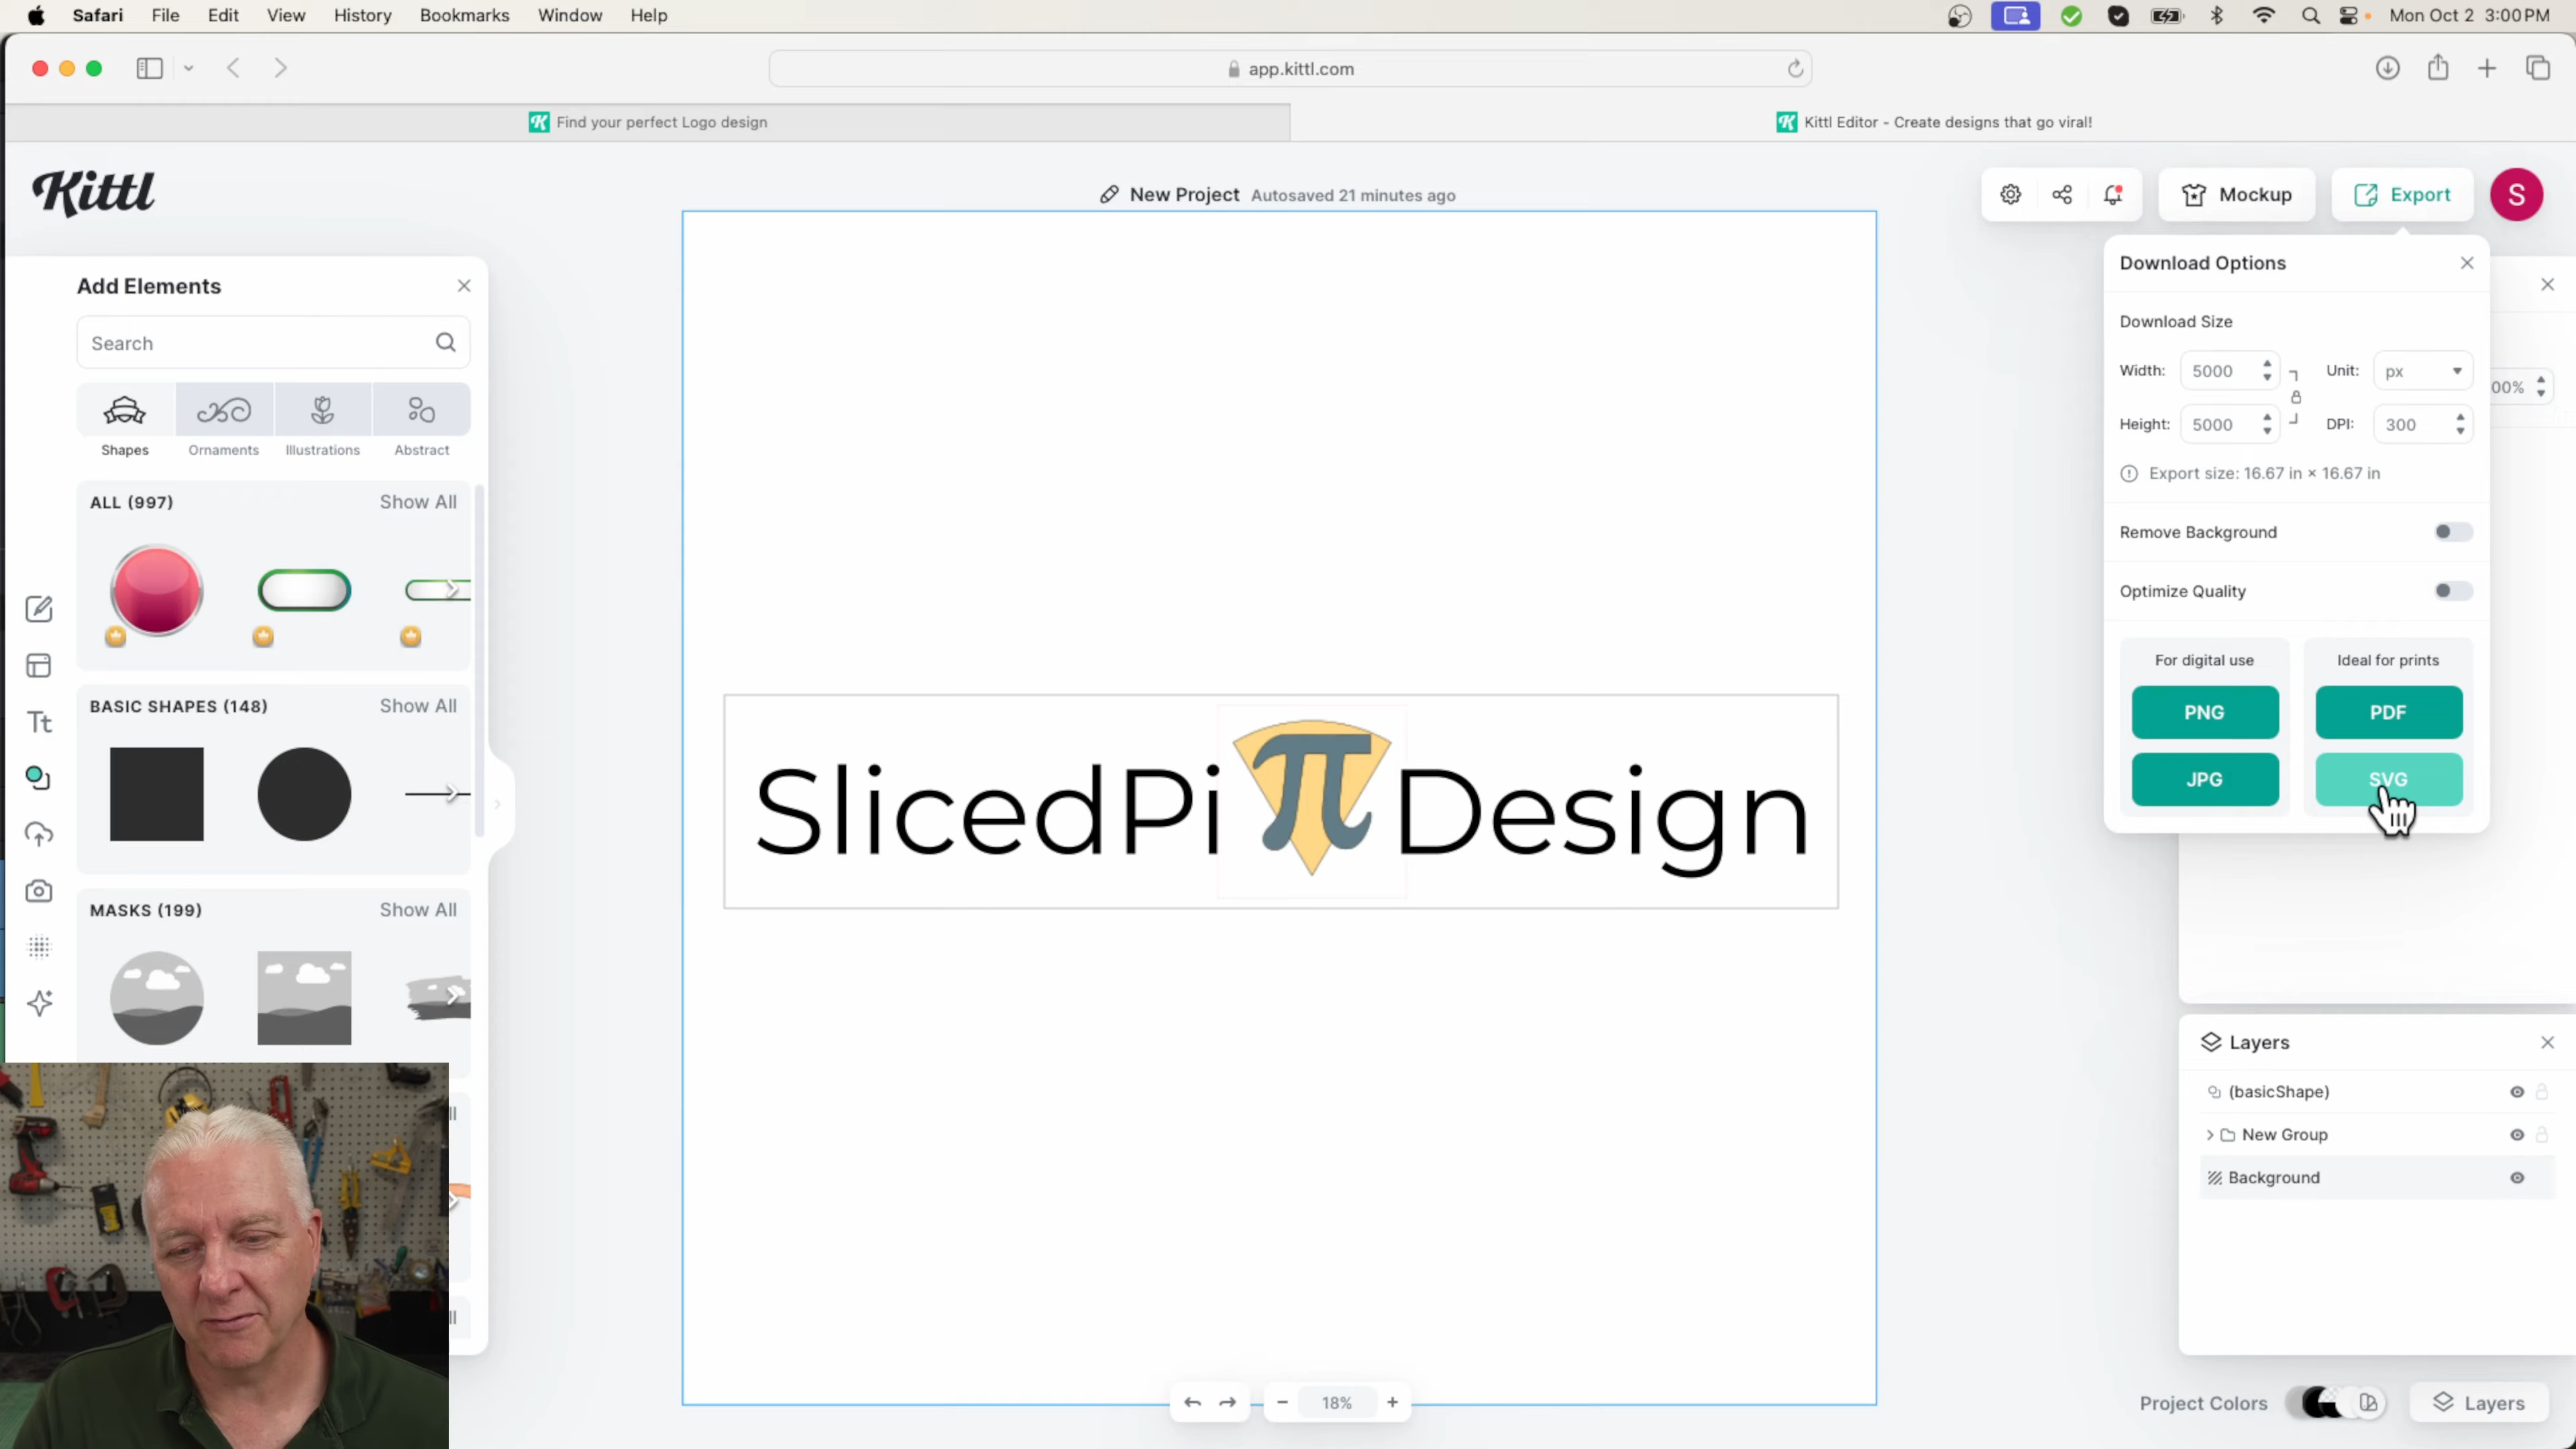 Safari File Edit View History Bookmarks Window Help
Mon Oct 2 3:00 PM
app.kittl.com
Find your perfect Logo design
Kittl Editor - Create designs that go viral!
Kittl
New Project Autosaved 21 minutes ago
Mockup
Export
S
Add Elements
Search
Shapes Ornaments Illustrations Abstract
ALL (997) Show All
BASIC SHAPES (148) Show All
MASKS (199) Show All
SlicedPi π Design
Download Options
Download Size
Width: 5000 Unit: px
Height: 5000 DPI: 300
Export size: 16.67 in × 16.67 in
00%
Remove Background
Optimize Quality
For digital use
Ideal for prints
PNG
PDF
JPG
SVG
Layers
(basicShape)
New Group
Background
Tt
18%
Project Colors
Layers